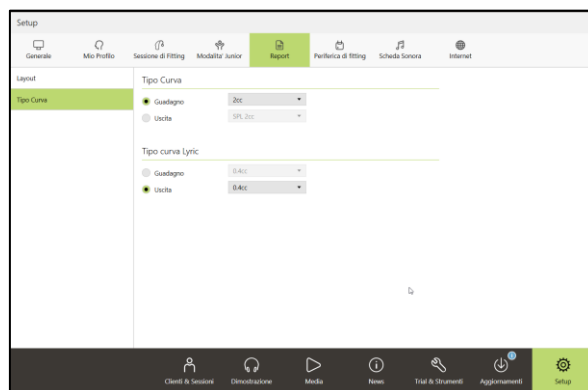 Setup
Generale Mio Profilo Sessione di Fitting Modalita' Junior Report Periferica di fitting Scheda Sonora Internet
Layout
Tipo Curva
Tipo Curva
Guadagno 2cc
Uscita SPL 2cc
Tipo curva Lyric
Guadagno 0.4cc
Uscita 0.4cc
Clienti & Sessioni Dimostrazione Media News Trial & Strumenti Aggiornamenti Setup